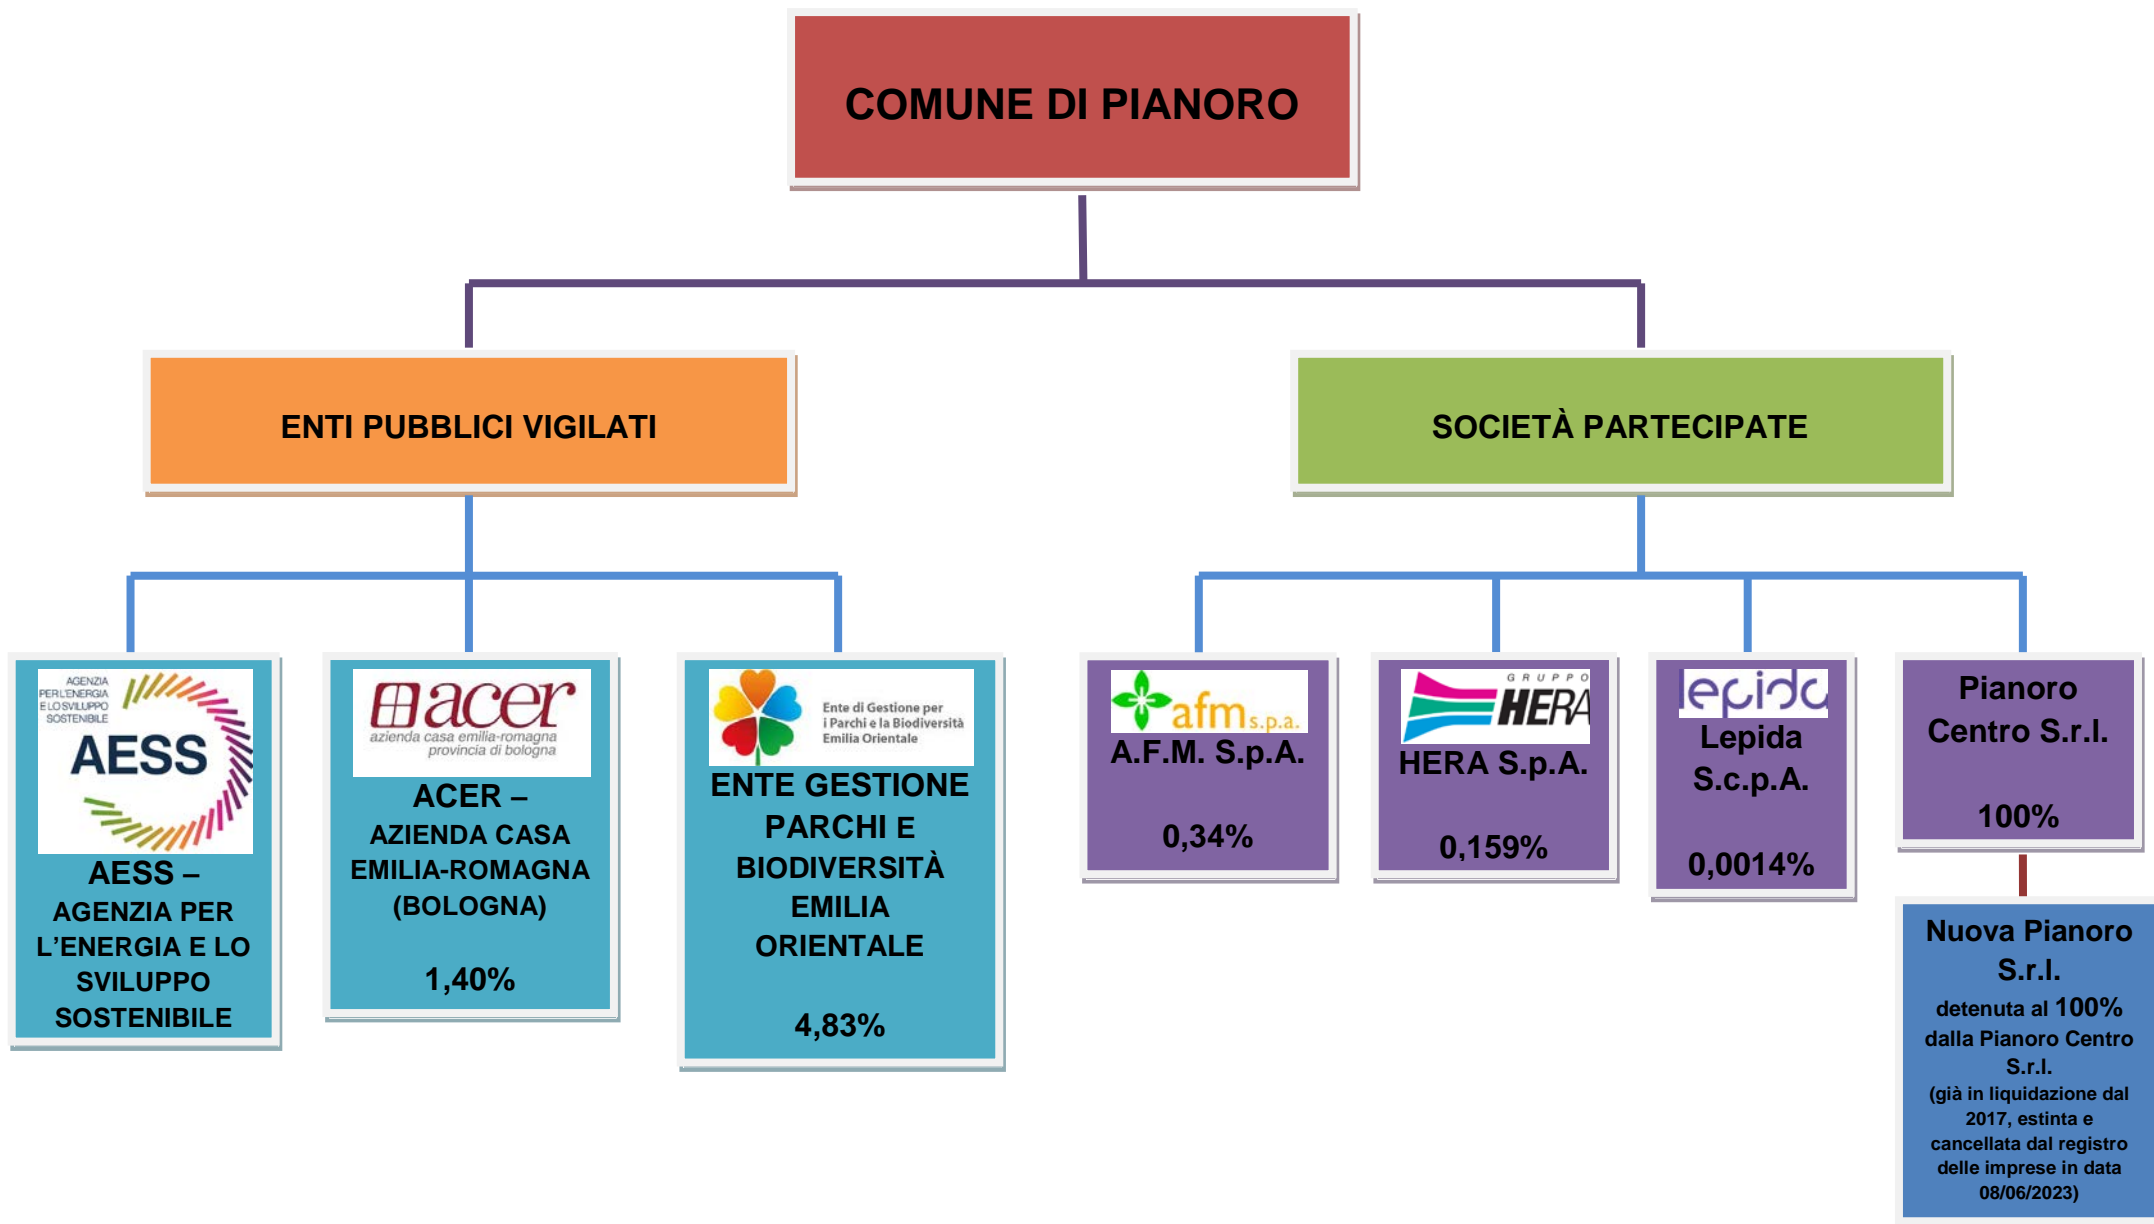 COMUNE DI PIANORO
ENTI PUBBLICI VIGILATI
SOCIETÀ PARTECIPATE
AGENZIA
PER L'ENERGIA
E LO SVILUPPO
SOSTENIBILE
AESS
AESS –
AGENZIA PER
L'ENERGIA E LO
SVILUPPO
SOSTENIBILE
acer
azienda casa emilia-romagna
provincia di bologna
ACER –
AZIENDA CASA
EMILIA-ROMAGNA
(BOLOGNA)
1,40%
Ente di Gestione per
i Parchi e la Biodiversità
Emilia Orientale
ENTE GESTIONE
PARCHI E
BIODIVERSITÀ
EMILIA
ORIENTALE
4,83%
afm s.p.a.
A.F.M. S.p.A.
0,34%
GRUPPO
HERA
HERA S.p.A.
0,159%
lepida
Lepida
S.c.p.A.
0,0014%
Pianoro
Centro S.r.l.
100%
Nuova Pianoro
S.r.l.
detenuta al 100%
dalla Pianoro Centro
S.r.l.
(già in liquidazione dal
2017, estinta e
cancellata dal registro
delle imprese in data
08/06/2023)